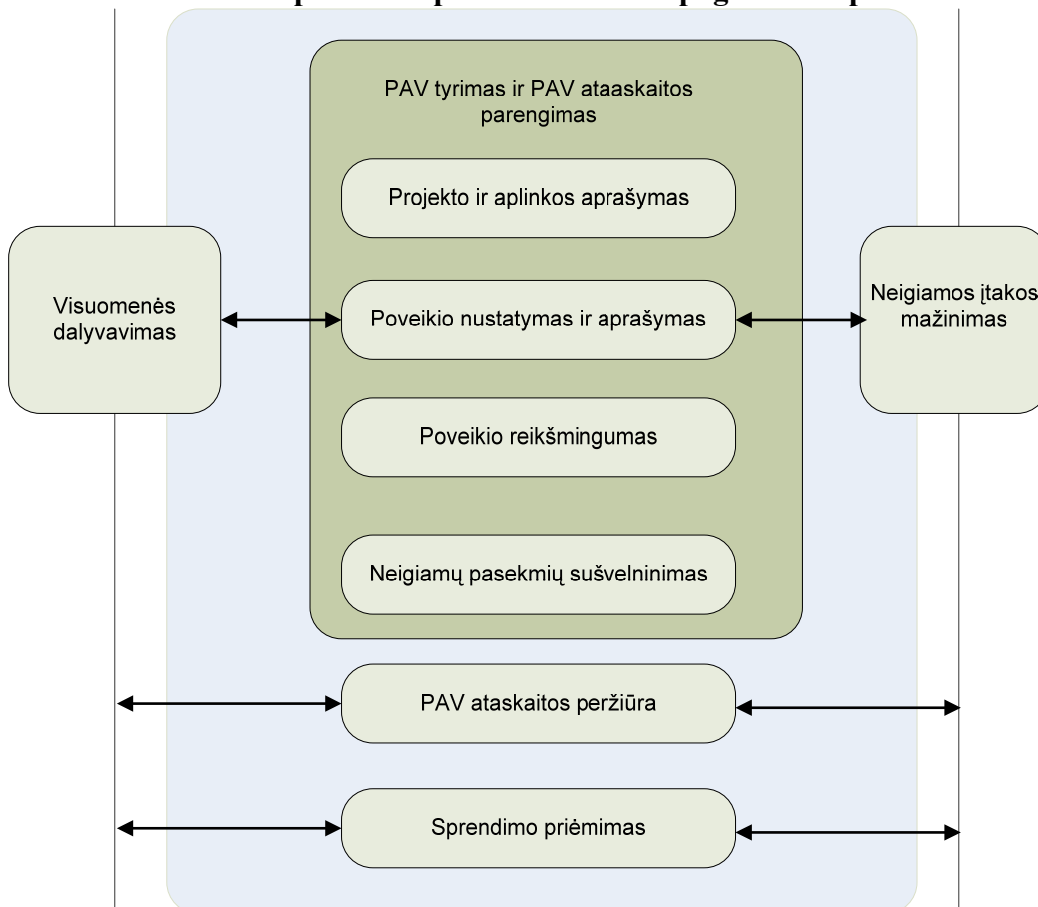 PAV tyrimas ir PAV ataaskaitos
parengimas
Projekto ir aplinkos aprašymas
Visuomenės
dalyvavimas
Poveikio nustatymas ir aprašymas
Neigiamos įtakos
mažinimas
Poveikio reikšmingumas
Neigiamų pasekmių sušvelninimas
PAV ataskaitos peržiūra
Sprendimo priėmimas